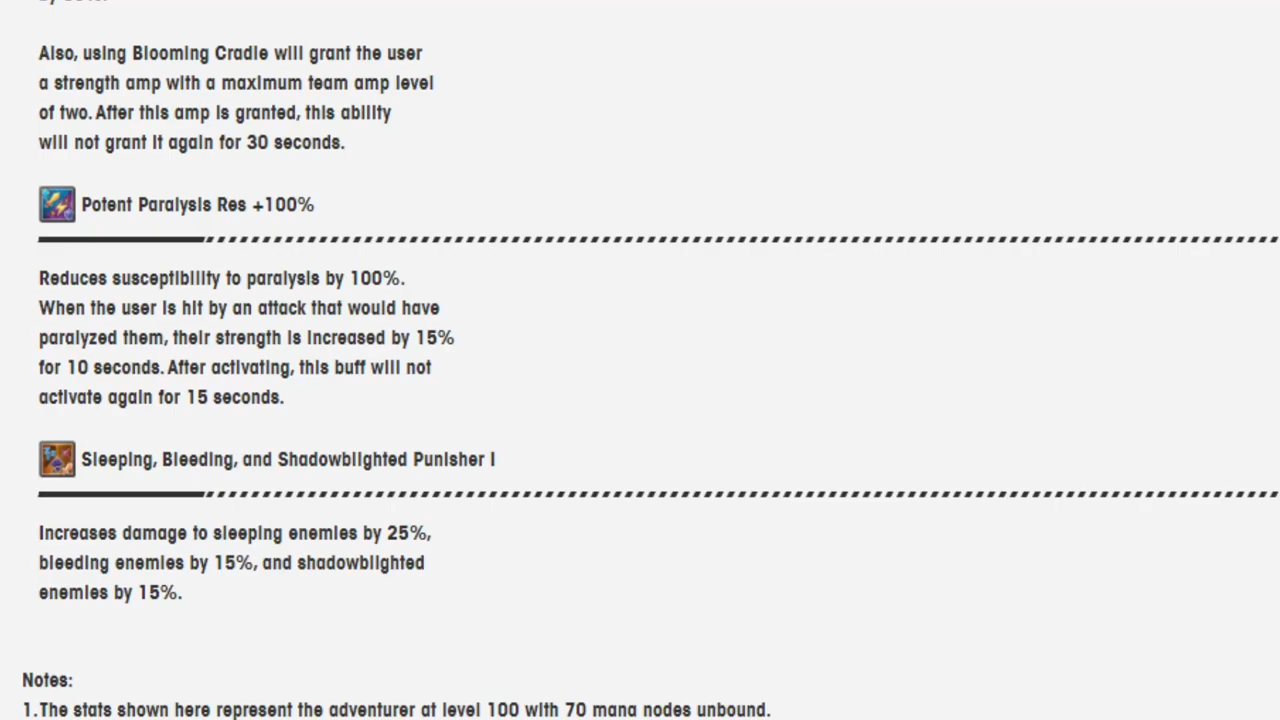 Also, using Blooming Cradle will grant the user
a strength amp with a maximum team amp level
of two. After this amp is granted, this ability
will not grant it again for 30 seconds.
Potent Paralysis Res +100%
Reduces susceptibility to paralysis by 100%.
When the user is hit by an attack that would have
paralyzed them, their strength is increased by 15%
for 10 seconds. After activating, this buff will not
activate again for 15 seconds.
Sleeping, Bleeding, and Shadowblighted Punisher I
Increases damage to sleeping enemies by 25%,
bleeding enemies by 15%, and shadowblighted
enemies by 15%.
Notes:
1. The stats shown here represent the adventurer at level 100 with 70 mana nodes unbound.